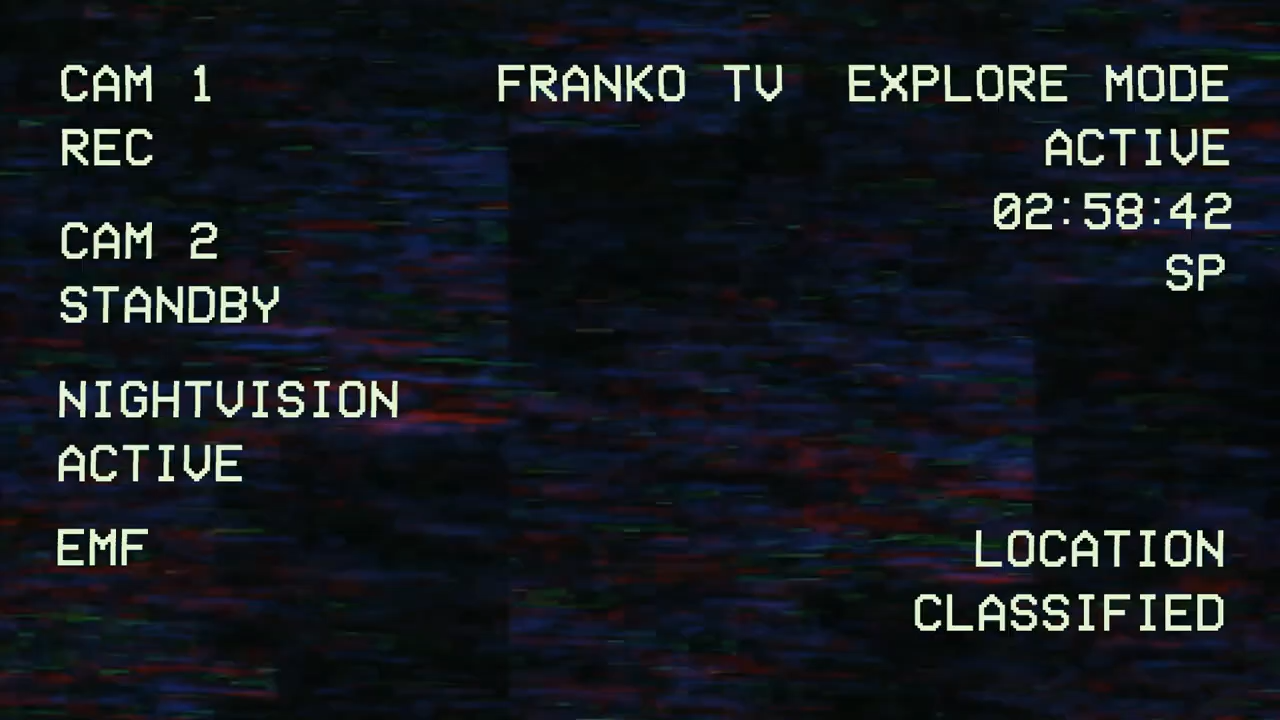 CAM 1
REC
CAM 2
STANDBY
NIGHTVISION
ACTIVE
EMF
FRANKO TV
EXPLORE MODE
ACTIVE
02:58:42
SP
LOCATION
CLASSIFIED